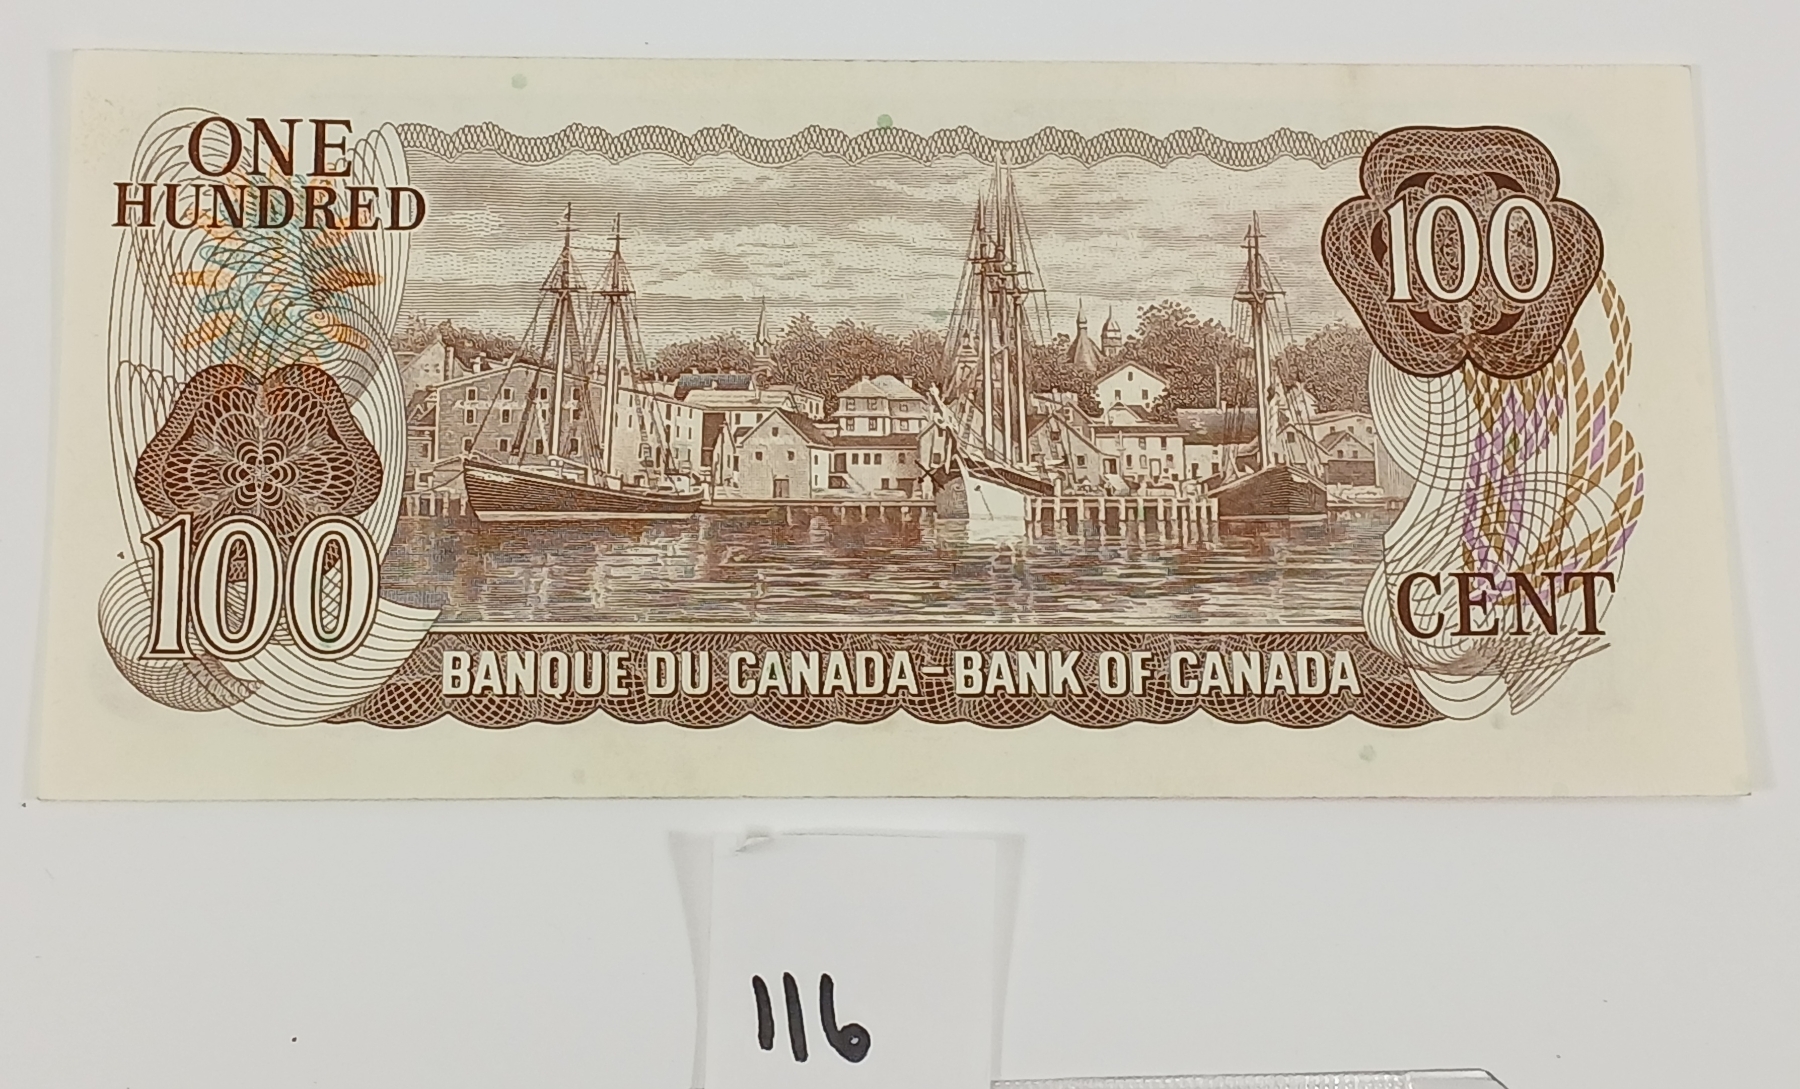 ONE
HUNDRED
100
100
CENT
BANQUE DU CANADA–BANK OF CANADA
116